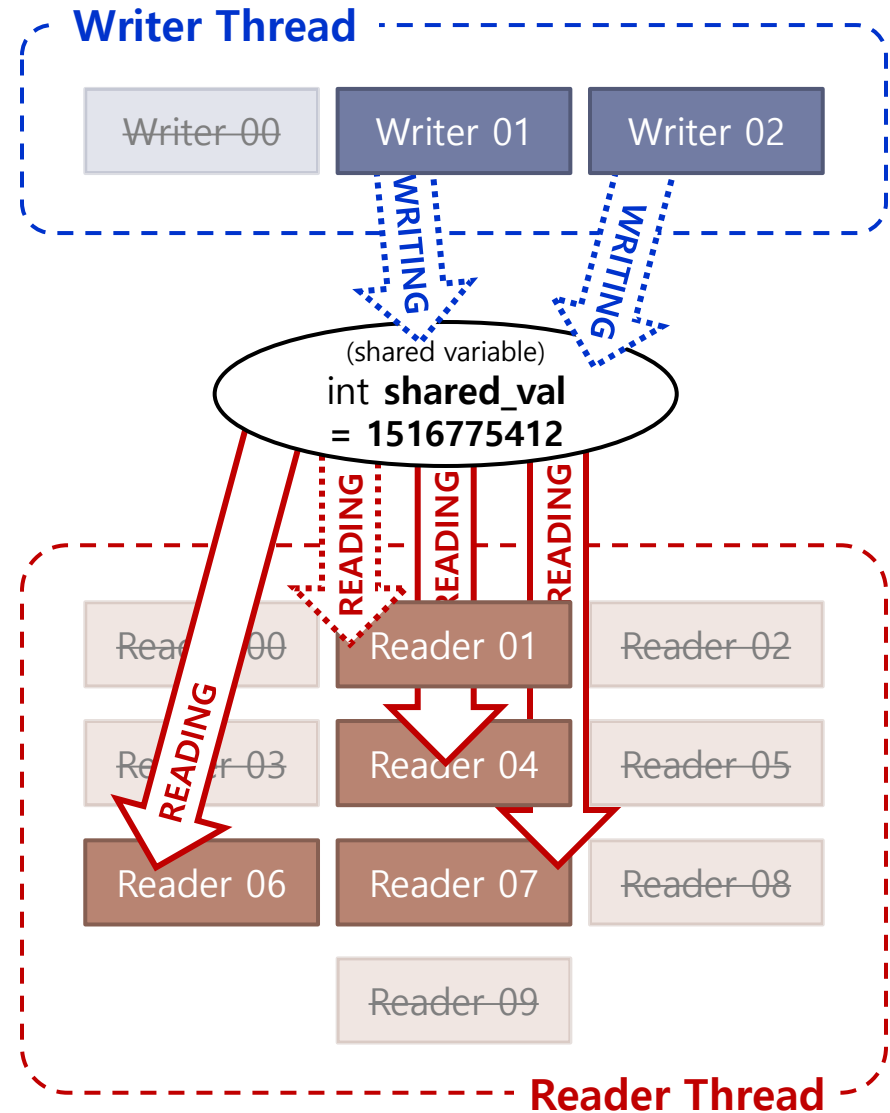 Writer Thread
Writer 00
Writer 01
Writer 02
WRITING
WRITING
(shared variable)
int shared_val
= 1516775412
READING
READING
READING
READING
Reader 00
Reader 01
Reader 02
Reader 03
Reader 04
Reader 05
Reader 06
Reader 07
Reader 08
Reader 09
Reader Thread